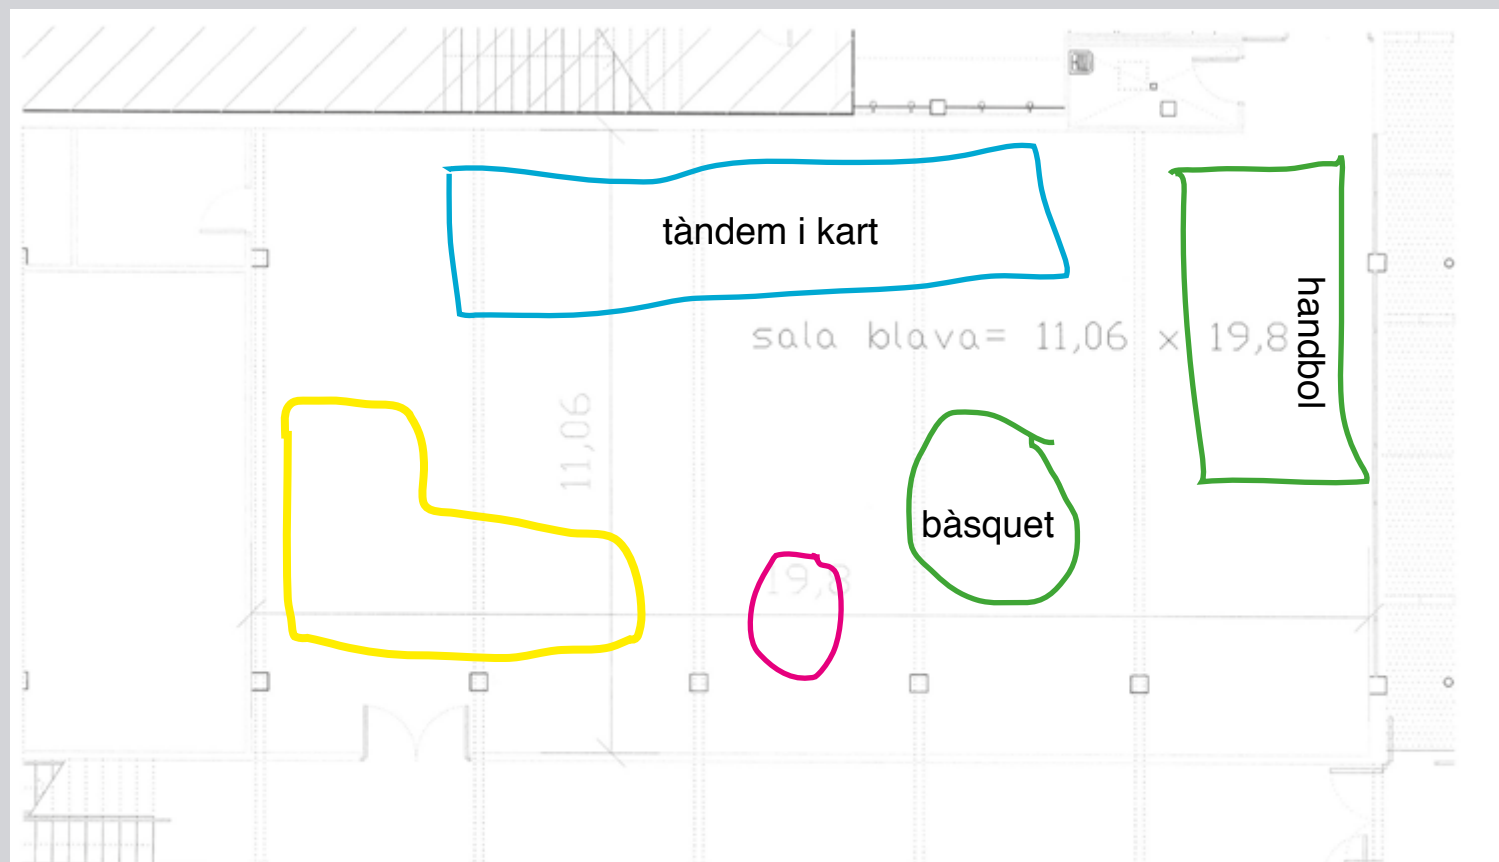 tàndem i kart
handbol
sala blava= 11,06 x 19,8
11,06
bàsquet
19,8